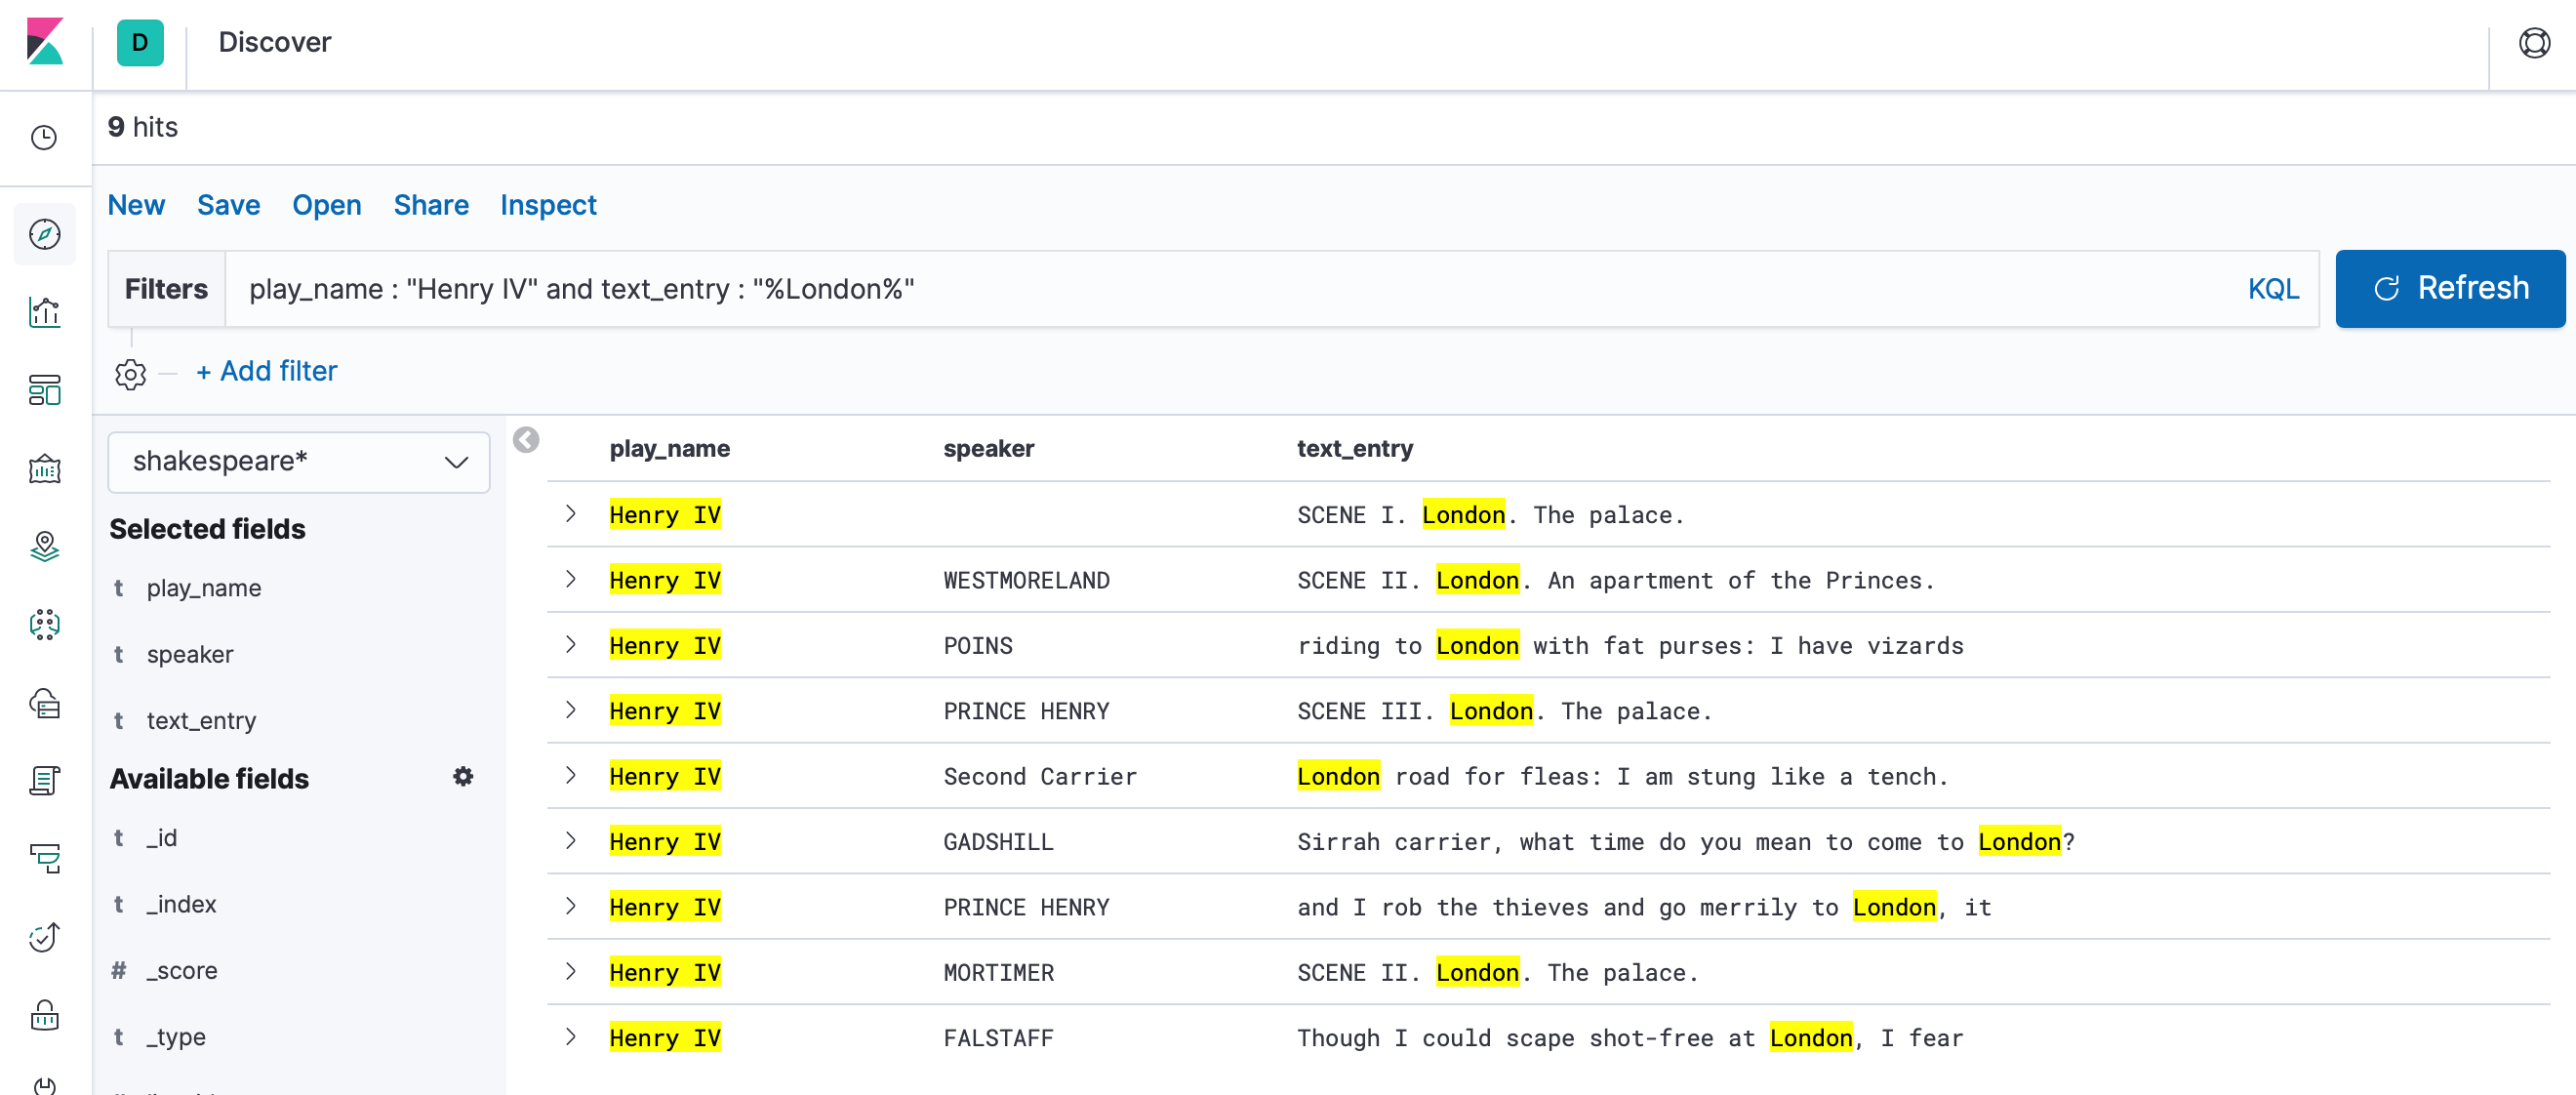 D Discover
9 hits
New Save Open Share Inspect
Filters play_name : "Henry IV" and text_entry : "%London%" KQL Refresh
+ Add filter
shakespeare*
Selected fields
t play_name
t speaker
t text_entry
Available fields
t _id
t _index
# _score
t _type
play_name speaker text_entry
Henry IV SCENE I. London. The palace.
Henry IV WESTMORELAND SCENE II. London. An apartment of the Princes.
Henry IV POINS riding to London with fat purses: I have vizards
Henry IV PRINCE HENRY SCENE III. London. The palace.
Henry IV Second Carrier London road for fleas: I am stung like a tench.
Henry IV GADSHILL Sirrah carrier, what time do you mean to come to London?
Henry IV PRINCE HENRY and I rob the thieves and go merrily to London, it
Henry IV MORTIMER SCENE II. London. The palace.
Henry IV FALSTAFF Though I could scape shot-free at London, I fear